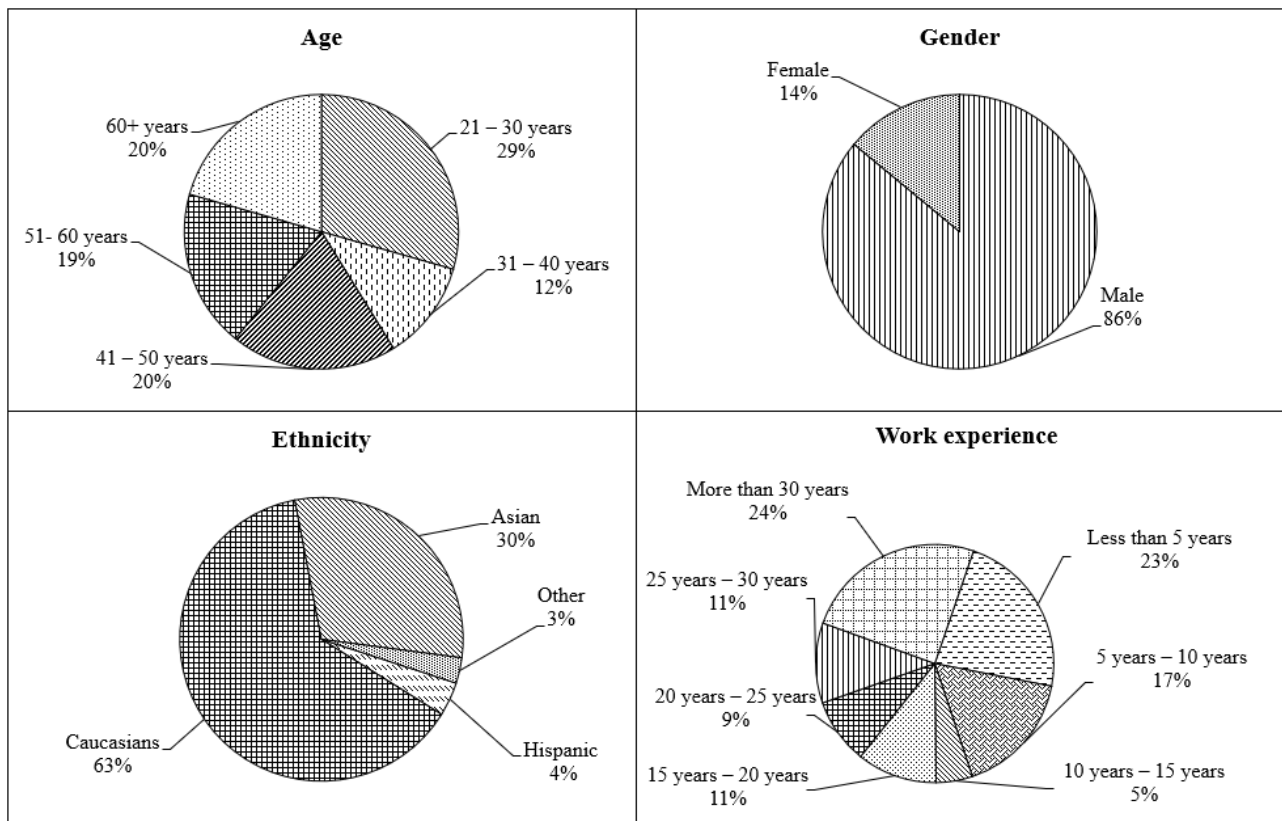 Age
60+ years
20%
21 – 30 years
29%
51- 60 years
19%
31 – 40 years
12%
41 – 50 years
20%
Gender
Female
14%
Male
86%
Ethnicity
Asian
30%
Other
3%
Caucasians
63%
Hispanic
4%
Work experience
More than 30 years
24%
Less than 5 years
23%
25 years – 30 years
11%
5 years – 10 years
17%
20 years – 25 years
9%
15 years – 20 years
11%
10 years – 15 years
5%